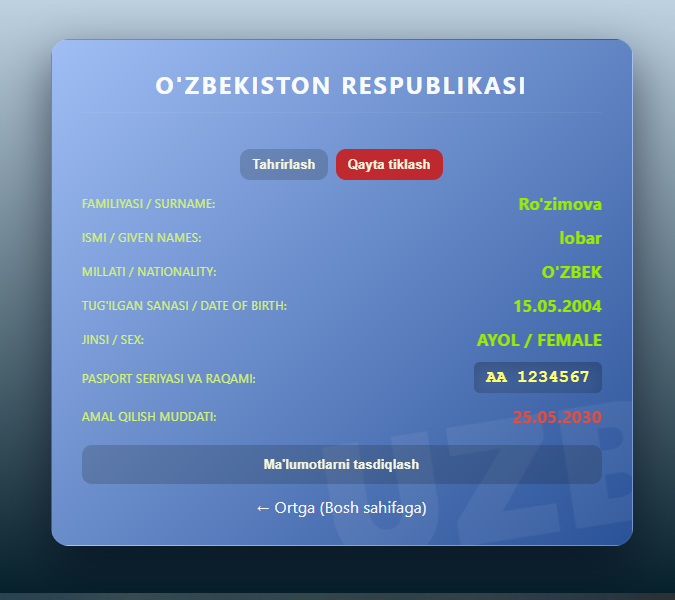 O'ZBEKISTON RESPUBLIKASI
Tahrirlash Qayta tiklash
FAMILIYASI / SURNAME: Ro'zimova
ISMI / GIVEN NAMES: lobar
MILLATI / NATIONALITY: O'ZBEK
TUG'ILGAN SANASI / DATE OF BIRTH: 15.05.2004
JINSI / SEX: AYOL / FEMALE
PASPORT SERIYASI VA RAQAMI: AA 1234567
AMAL QILISH MUDDATI: 25.05.2030
Ma'lumotlarni tasdiqlash
← Ortga (Bosh sahifaga)
UZB